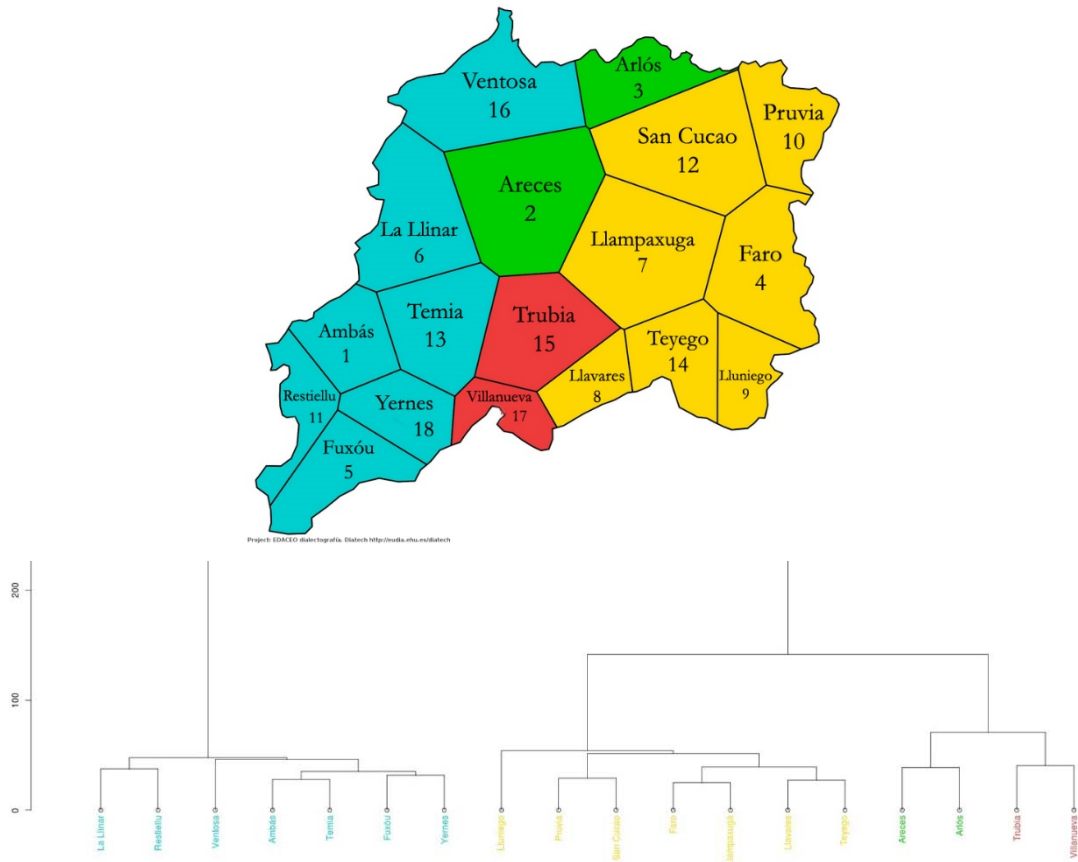 Ventosa
16
Arlós
3
Pruvia
10
San Cucao
12
Areces
2
La Llinar
6
Llampaxuga
7
Faro
4
Temia
13
Trubia
15
Ambás
1
Teyego
14
Llavares
8
Lluniego
9
Restiellu
11
Yernes
18
Villanueva
17
Fuxóu
5
Project: EDACEO dialectografía. Diatech http://eudia.ehu.es/diatech
200
100
0
La Llinar
Restiellu
Ventosa
Ambás
Temia
Fuxóu
Yernes
Lluniego
Pruvia
San Cucao
Faro
Llampaxuga
Llavares
Teyego
Areces
Arlós
Trubia
Villanueva